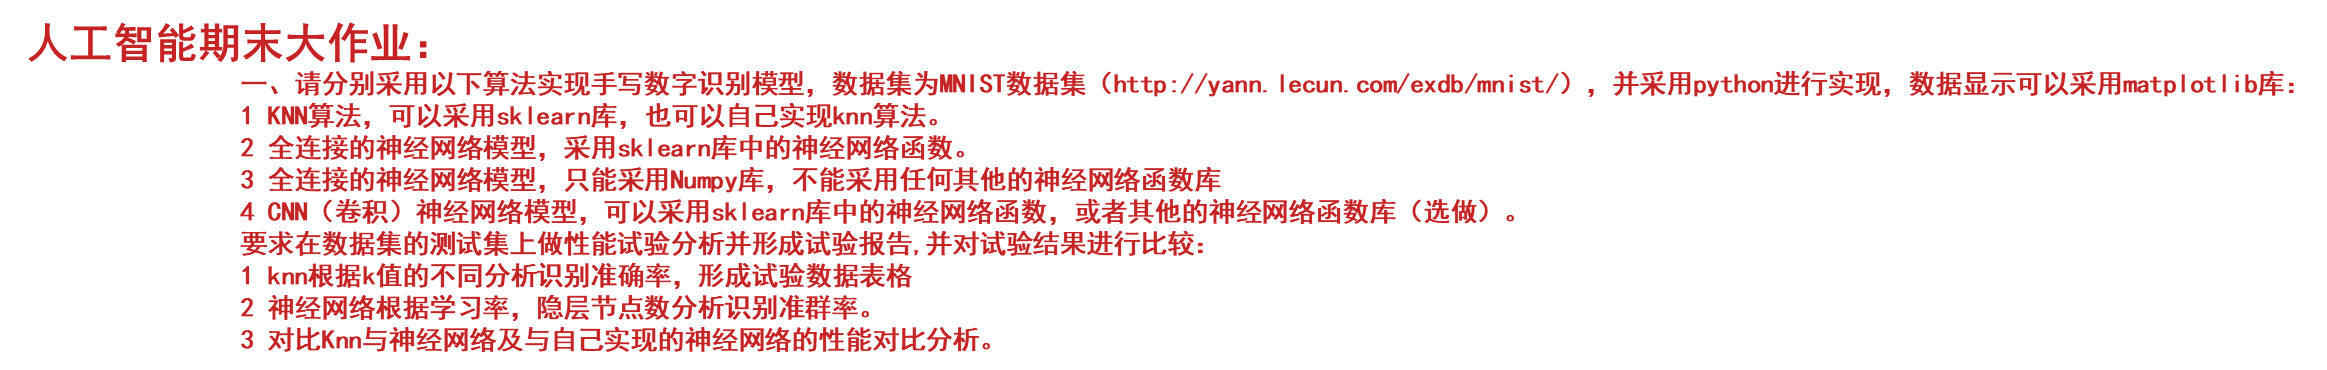 人工智能期末大作业：
一、请分别采用以下算法实现手写数字识别模型，数据集为MNIST数据集（http://yann.lecun.com/exdb/mnist/），并采用python进行实现，数据显示可以采用matplotlib库：
1 KNN算法，可以采用sklearn库，也可以自己实现knn算法。
2 全连接的神经网络模型，采用sklearn库中的神经网络函数。
3 全连接的神经网络模型，只能采用Numpy库，不能采用任何其他的神经网络函数库
4 CNN（卷积）神经网络模型，可以采用sklearn库中的神经网络函数，或者其他的神经网络函数库（选做）。
要求在数据集的测试集上做性能试验分析并形成试验报告,并对试验结果进行比较：
1 knn根据k值的不同分析识别准确率，形成试验数据表格
2 神经网络根据学习率，隐层节点数分析识别准群率。
3 对比Knn与神经网络及与自己实现的神经网络的性能对比分析。